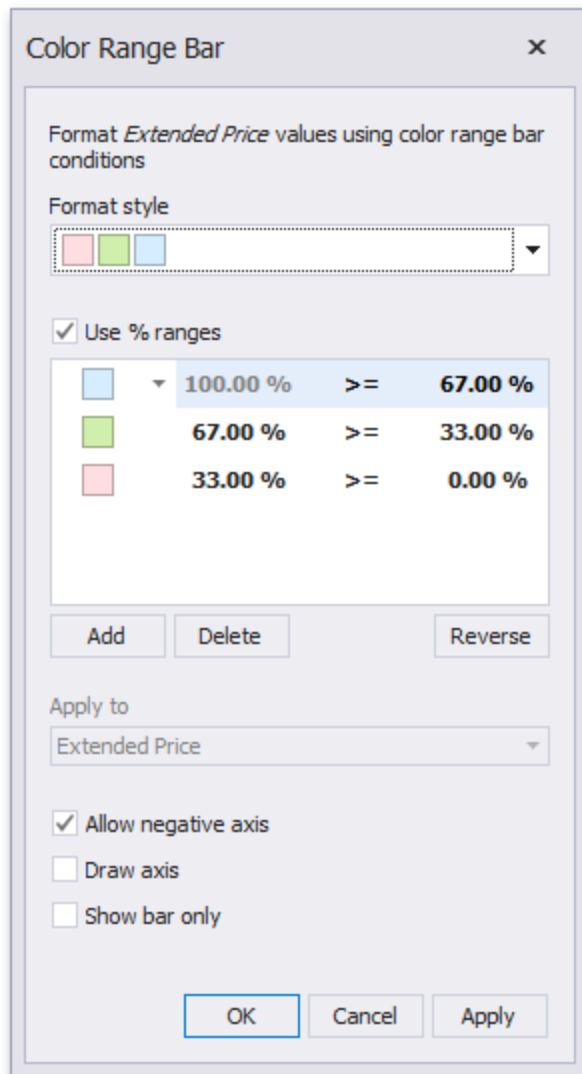 Color Range Bar
Format Extended Price values using color range bar
conditions
Format style
Use % ranges
100.00 % >= 67.00 %
67.00 % >= 33.00 %
33.00 % >= 0.00 %
Add Delete Reverse
Apply to
Extended Price
Allow negative axis
Draw axis
Show bar only
OK Cancel Apply